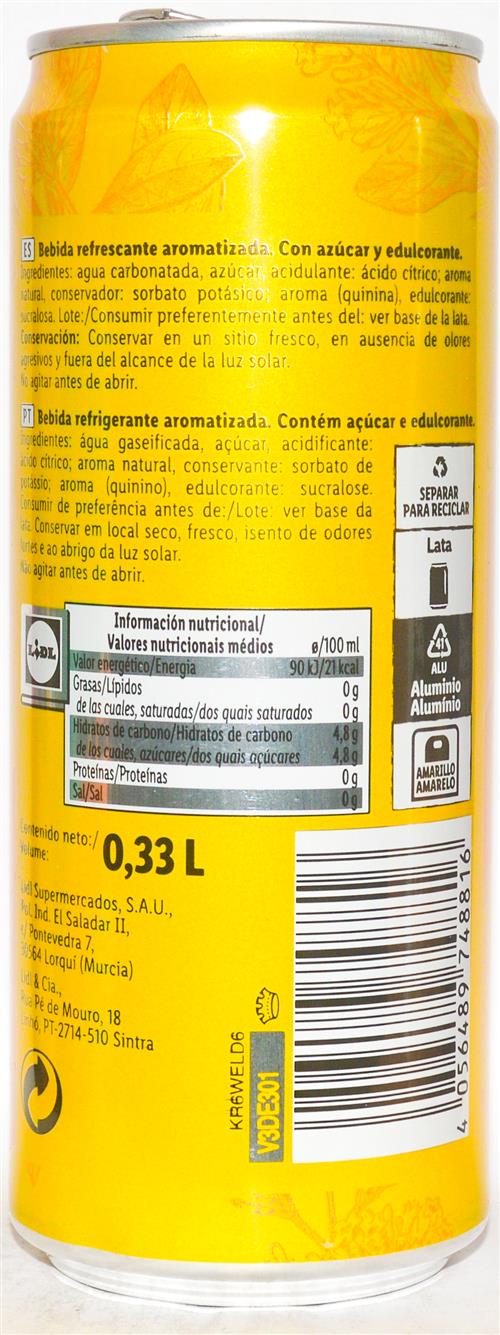 ES Bebida refrescante aromatizada. Con azúcar y edulcorante.
Ingredientes: agua carbonatada, azúcar, acidulante: ácido cítrico; aroma
natural, conservador: sorbato potásico; aroma (quinina), edulcorante:
sucralosa. Lote:/Consumir preferentemente antes del: ver base de la lata.
Conservación: Conservar en un sitio fresco, en ausencia de olores
agresivos y fuera del alcance de la luz solar.
No agitar antes de abrir.
PT Bebida refrigerante aromatizada. Contém açúcar e edulcorante.
Ingredientes: água gaseificada, açúcar, acidificante:
ácido cítrico; aroma natural, conservante: sorbato de
potássio; aroma (quinino), edulcorante: sucralose.
Consumir de preferência antes de:/Lote: ver base da
lata. Conservar em local seco, fresco, isento de odores
fortes e ao abrigo da luz solar.
Não agitar antes de abrir.
SEPARAR
PARA RECICLAR
Lata
41
ALU
Aluminio
Alumínio
AMARILLO
AMARELO
LIDL
Información nutricional/
Valores nutricionais médios ø/100 ml
Valor energético/Energia 90 kJ/21 kcal
Grasas/Lípidos 0 g
de las cuales, saturadas/dos quais saturados 0 g
Hidratos de carbono/Hidratos de carbono 4,8 g
de los cuales, azúcares/dos quais açúcares 4,8 g
Proteínas/Proteínas 0 g
Sal/Sal 0 g
Contenido neto:/
Volume:
0,33 L
Lidl Supermercados, S.A.U.,
Pol. Ind. El Saladar II,
c/ Pontevedra 7,
30564 Lorquí (Murcia)
Lidl & Cia.,
Rua Pé de Mouro, 18
Linhó, PT-2714-510 Sintra
KR6WELD6
V3DE301
4 056489 748816